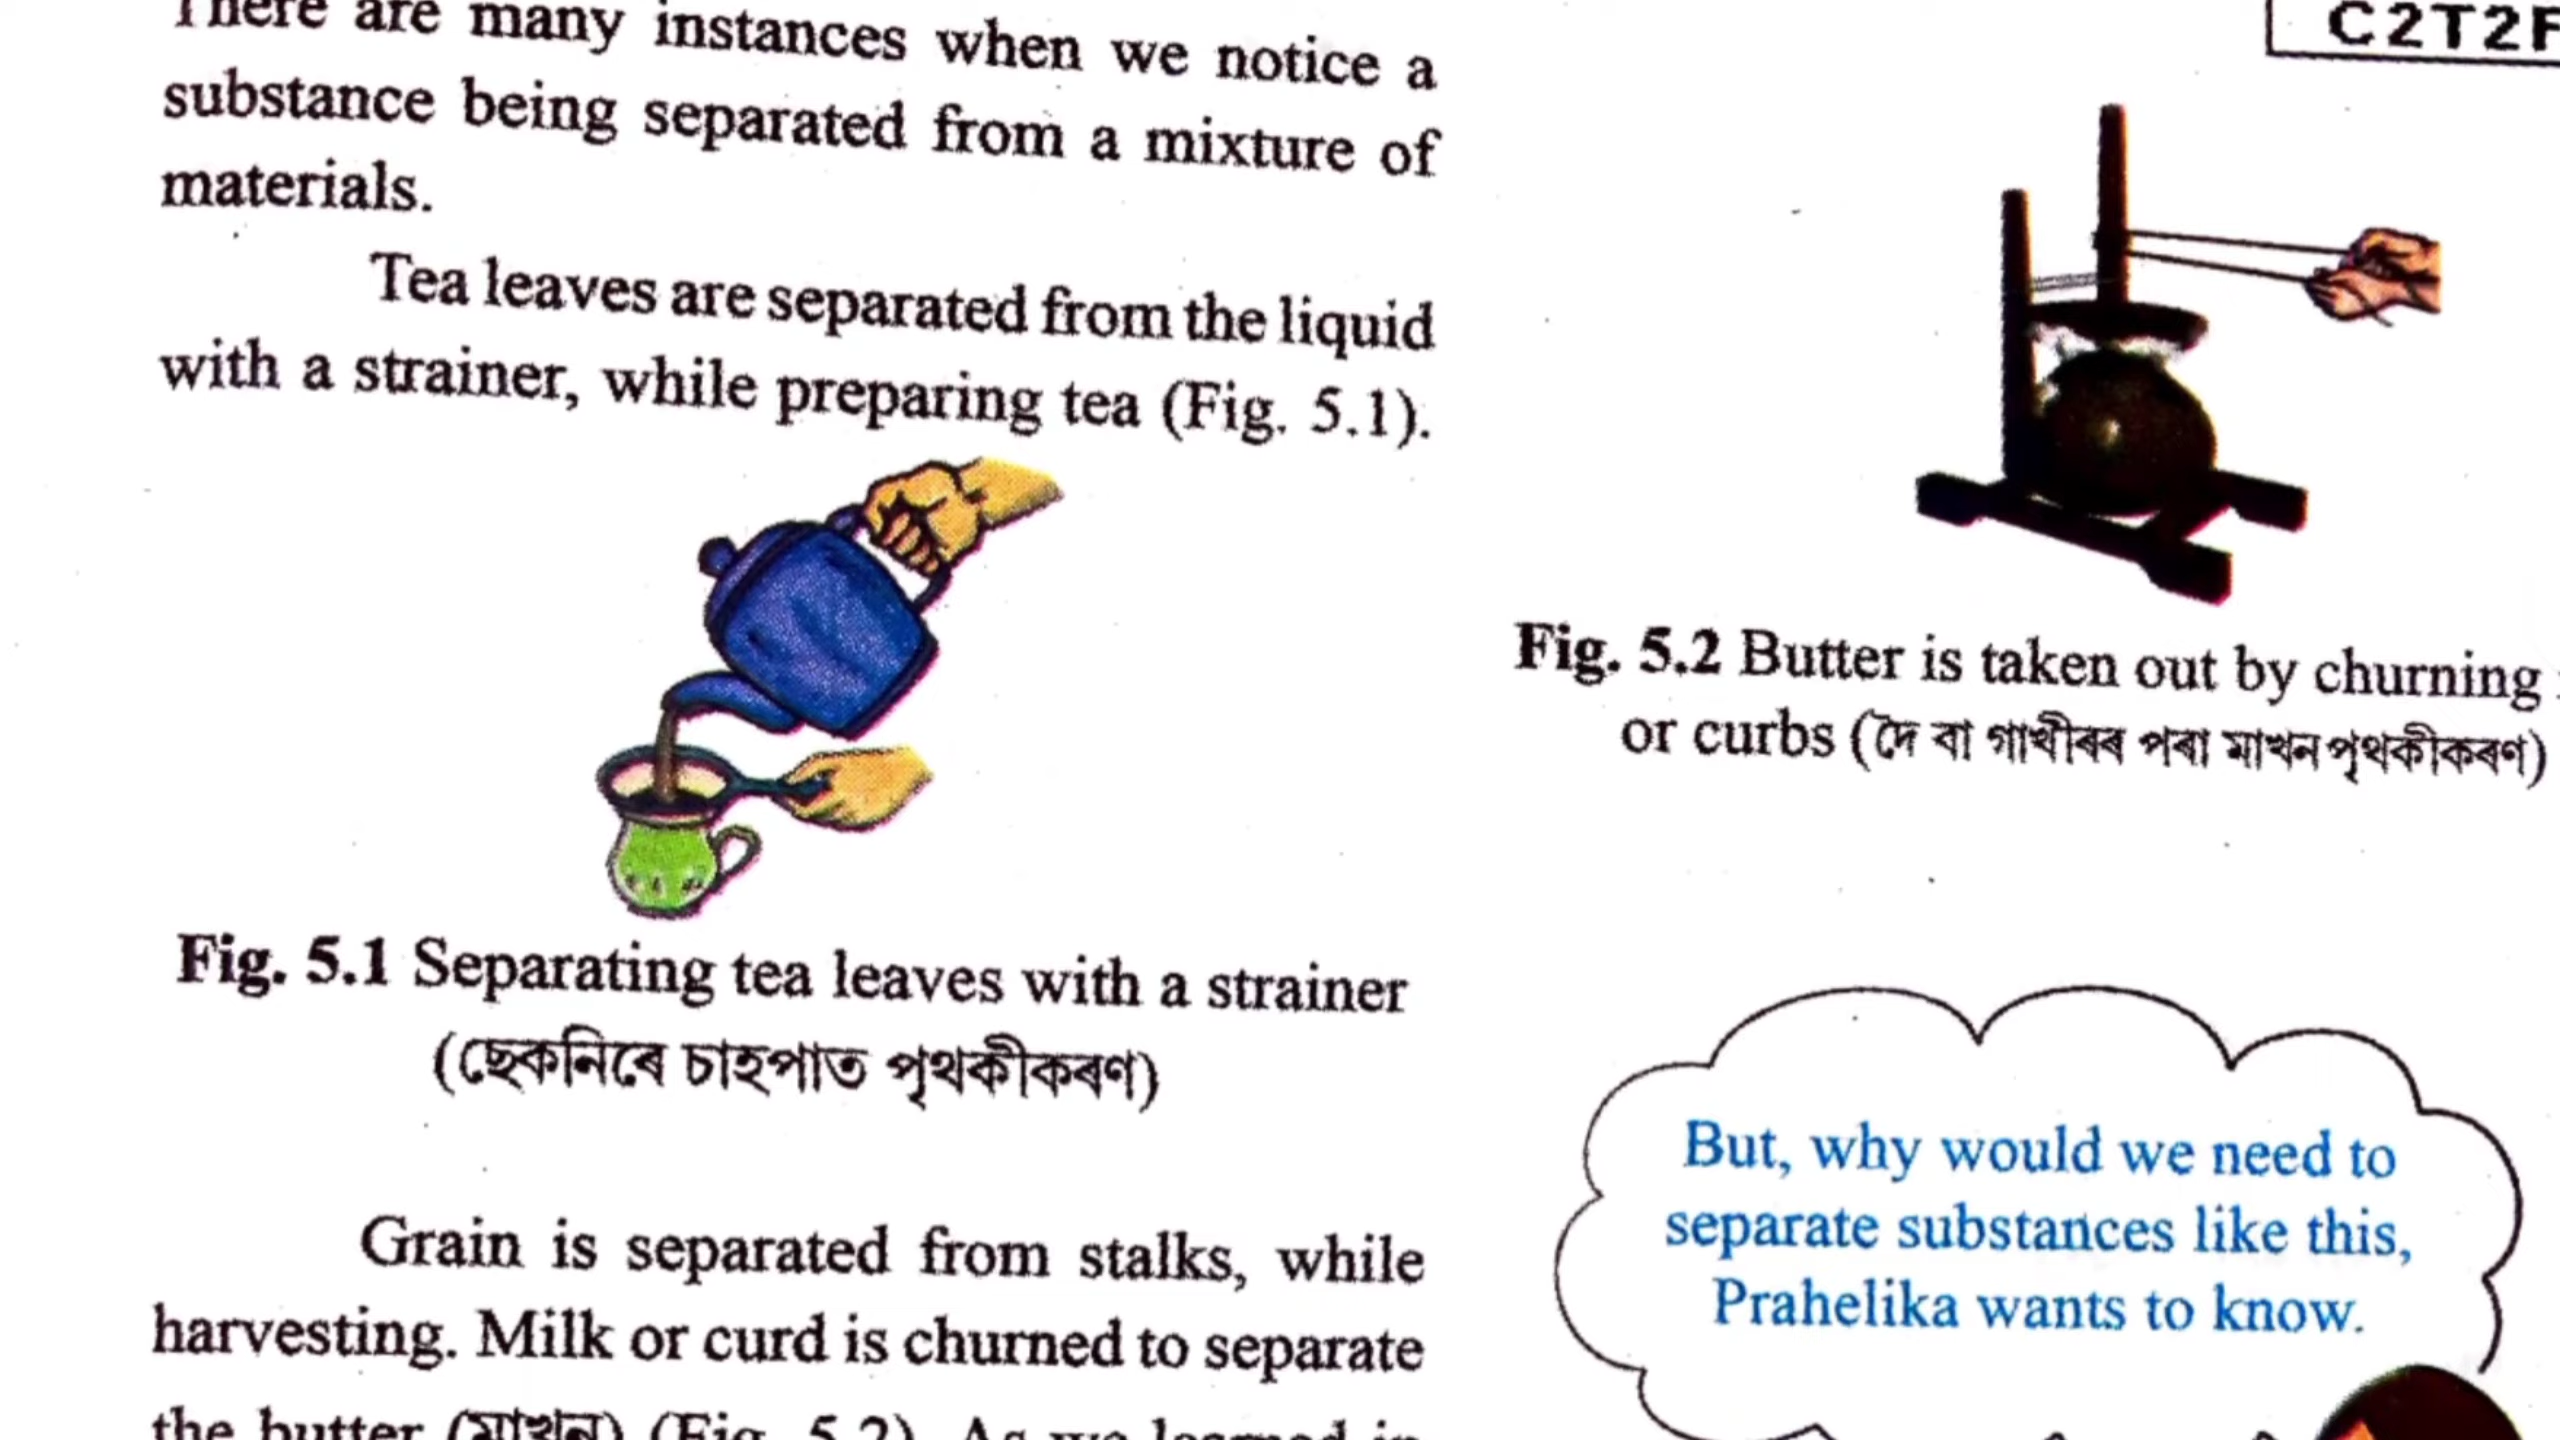 There are many instances when we notice a
substance being separated from a mixture of
materials.
Tea leaves are separated from the liquid
with a strainer, while preparing tea (Fig. 5.1).
Fig. 5.1 Separating tea leaves with a strainer
(ছেকনিৰে চাহপাত পৃথকীকৰণ)
Grain is separated from stalks, while
harvesting. Milk or curd is churned to separate
the butter (মাখন) (Fig. 5.2). As we learned in
C2T2F
Fig. 5.2 Butter is taken out by churning
or curbs (দৈ বা গাখীৰৰ পৰা মাখন পৃথকীকৰণ)
But, why would we need to
separate substances like this,
Prahelika wants to know.